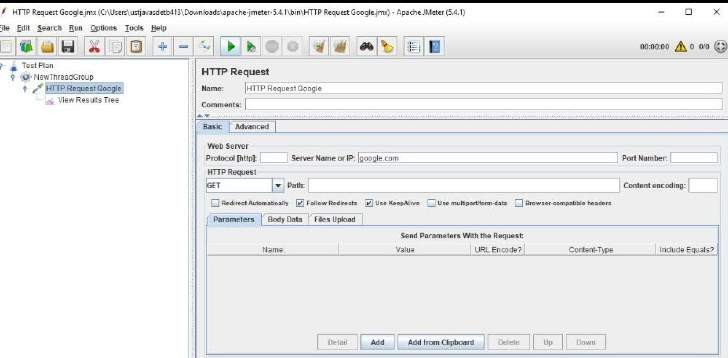 HTTP Request Google.jmx (C:\Users\ustjavasdetb413\Downloads\apache-jmeter-5.4.1\bin\HTTP Request Google.jmx) - Apache JMeter (5.4.1)
File Edit Search Run Options Tools Help
00:00:00 0 0/0
Test Plan
NewThreadGroup
HTTP Request Google
View Results Tree
HTTP Request
Name: HTTP Request Google
Comments:
Basic Advanced
Web Server
Protocol [http]: Server Name or IP: google.com Port Number:
HTTP Request
GET Path: Content encoding:
Redirect Automatically Follow Redirects Use KeepAlive Use multipart/form-data Browser-compatible headers
Parameters Body Data Files Upload
Send Parameters With the Request:
Name: Value URL Encode? Content-Type Include Equals?
Detail Add Add from Clipboard Delete Up Down